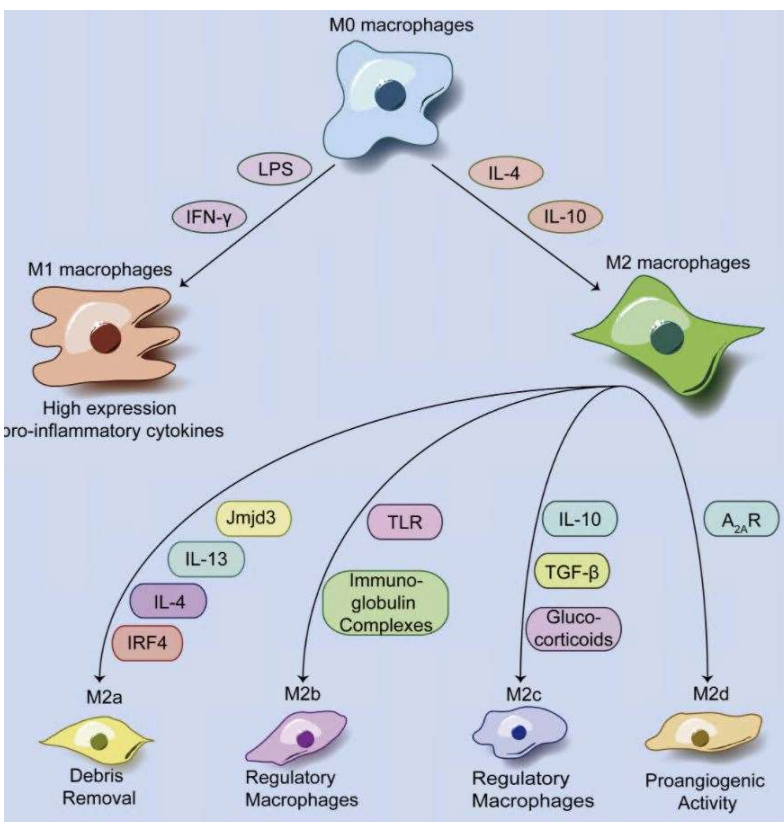 M0 macrophages
LPS
IL-4
IFN-γ
IL-10
M1 macrophages
M2 macrophages
High expression
pro-inflammatory cytokines
Jmjd3
IL-13
IL-4
IRF4
TLR
Immuno-
globulin
Complexes
IL-10
TGF-β
Gluco-
corticoids
A2AR
M2a
M2b
M2c
M2d
Debris
Removal
Regulatory
Macrophages
Regulatory
Macrophages
Proangiogenic
Activity